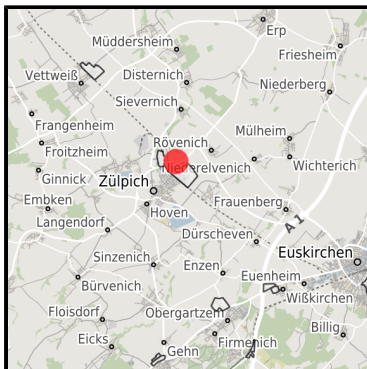 Erp
Müddersheim
Friesheim
Disternich
Vettweiß
Niederberg
Sievernich
Frangenheim
Mülheim
Rövenich
Froitzheim
Niederelvenich
Wichterich
Ginnick
Zülpich
Embken
Frauenberg
Hoven
A 1
Langendorf
Dürscheven
Euskirchen
Sinzenich
Enzen
Euenheim
Bürvenich
Wißkirchen
Floisdorf
Obergartzem
Billig
Eicks
Firmenich
Gehn